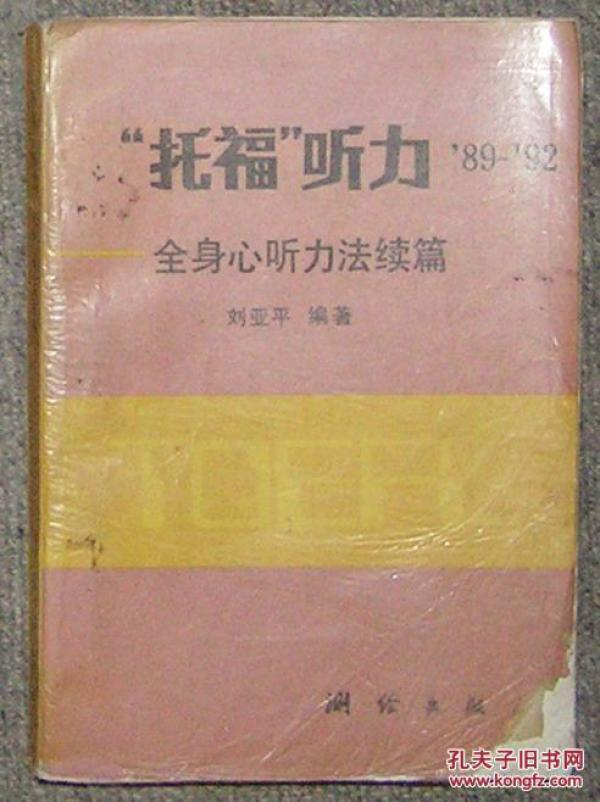 “托福”听力 '89-'92
全身心听力法续篇
刘亚平 编著
测绘出版
孔夫子旧书网
www.kongfz.com